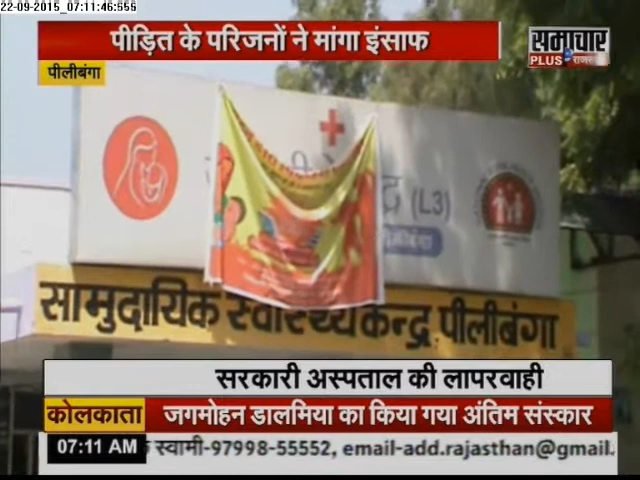 22-09-2015_07:11:46:556
पीड़ित के परिजनों ने मांगा इंसाफ
समाचार
PLUS राज
पीलीबंगा
(L3)
सामुदायिक स्वास्थ्य केन्द्र पीलीबंगा
सरकारी अस्पताल की लापरवाही
कोलकाता जगमोहन डालमिया का किया गया अंतिम संस्कार
07:11 AM स्वामी-97998-55552, email-add.rajasthan@gmail.